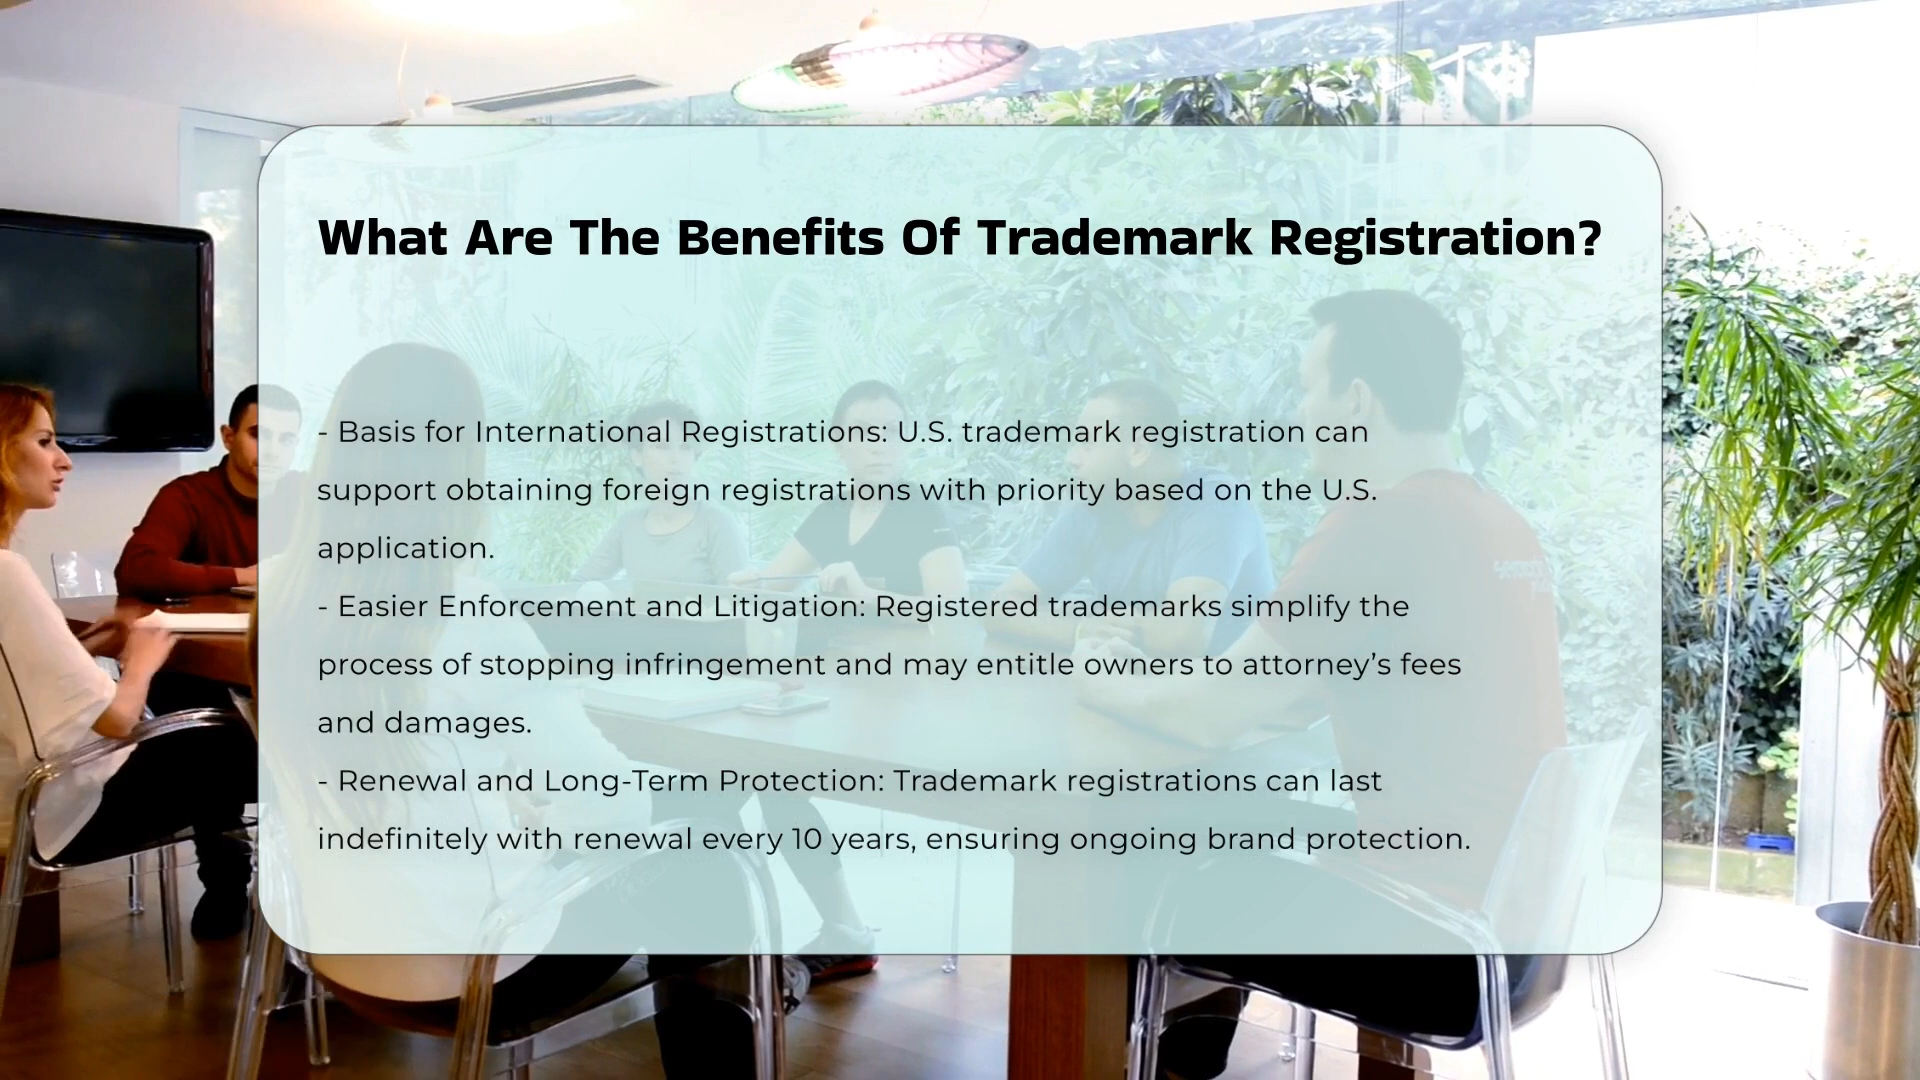 What Are The Benefits Of Trademark Registration?
- Basis for International Registrations: U.S. trademark registration can
support obtaining foreign registrations with priority based on the U.S.
application.
- Easier Enforcement and Litigation: Registered trademarks simplify the
process of stopping infringement and may entitle owners to attorney’s fees
and damages.
- Renewal and Long-Term Protection: Trademark registrations can last
indefinitely with renewal every 10 years, ensuring ongoing brand protection.